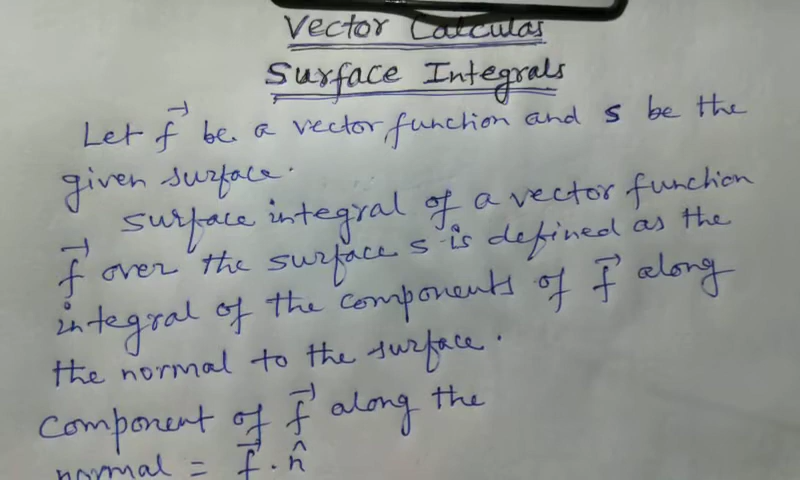 Vector Calculas
Surface Integrals
Let f⃗ be a vector function and s be the
given surface.
surface integral of a vector function
f⃗ over the surface s is defined as the
integral of the components of f⃗ along
the normal to the surface.
Component of f⃗ along the
normal = f⃗ · n̂